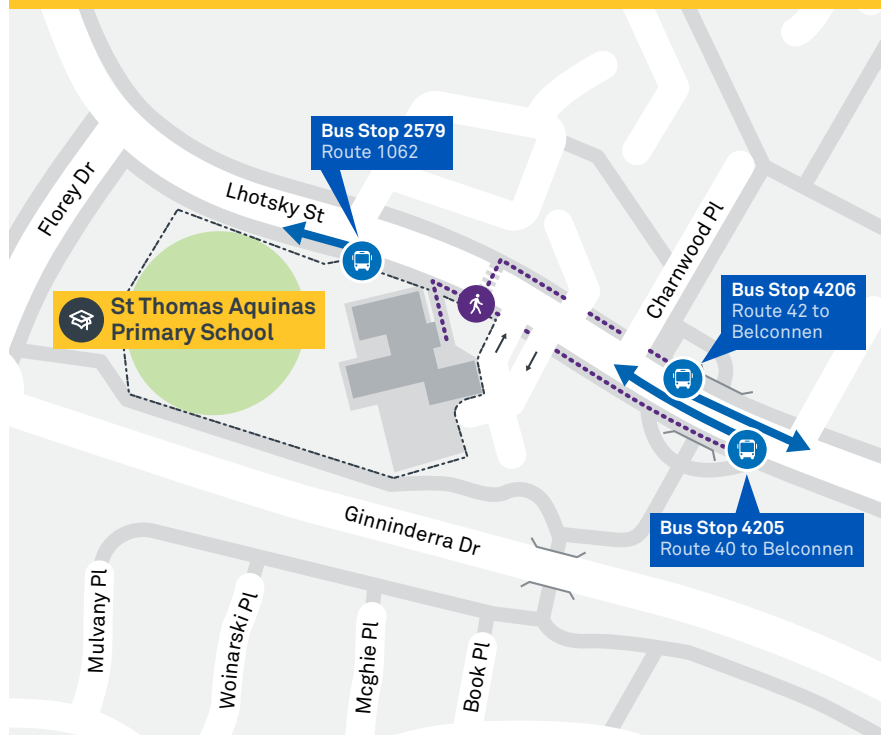 Bus Stop 2579
Route 1062
Florey Dr
Lhotsky St
Charnwood Pl
St Thomas Aquinas
Primary School
Bus Stop 4206
Route 42 to
Belconnen
Ginninderra Dr
Bus Stop 4205
Route 40 to Belconnen
Mulvany Pl
Woinarski Pl
Mcghie Pl
Book Pl